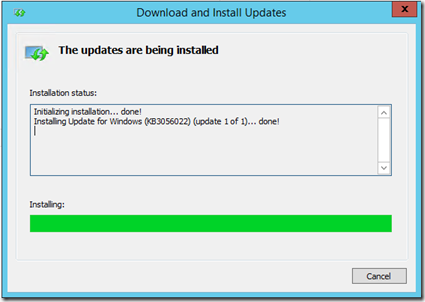 Download and Install Updates
x
The updates are being installed
Installation status:
Initializing installation... done!
Installing Update for Windows (KB3056022) (update 1 of 1)... done!
Installing:
Cancel